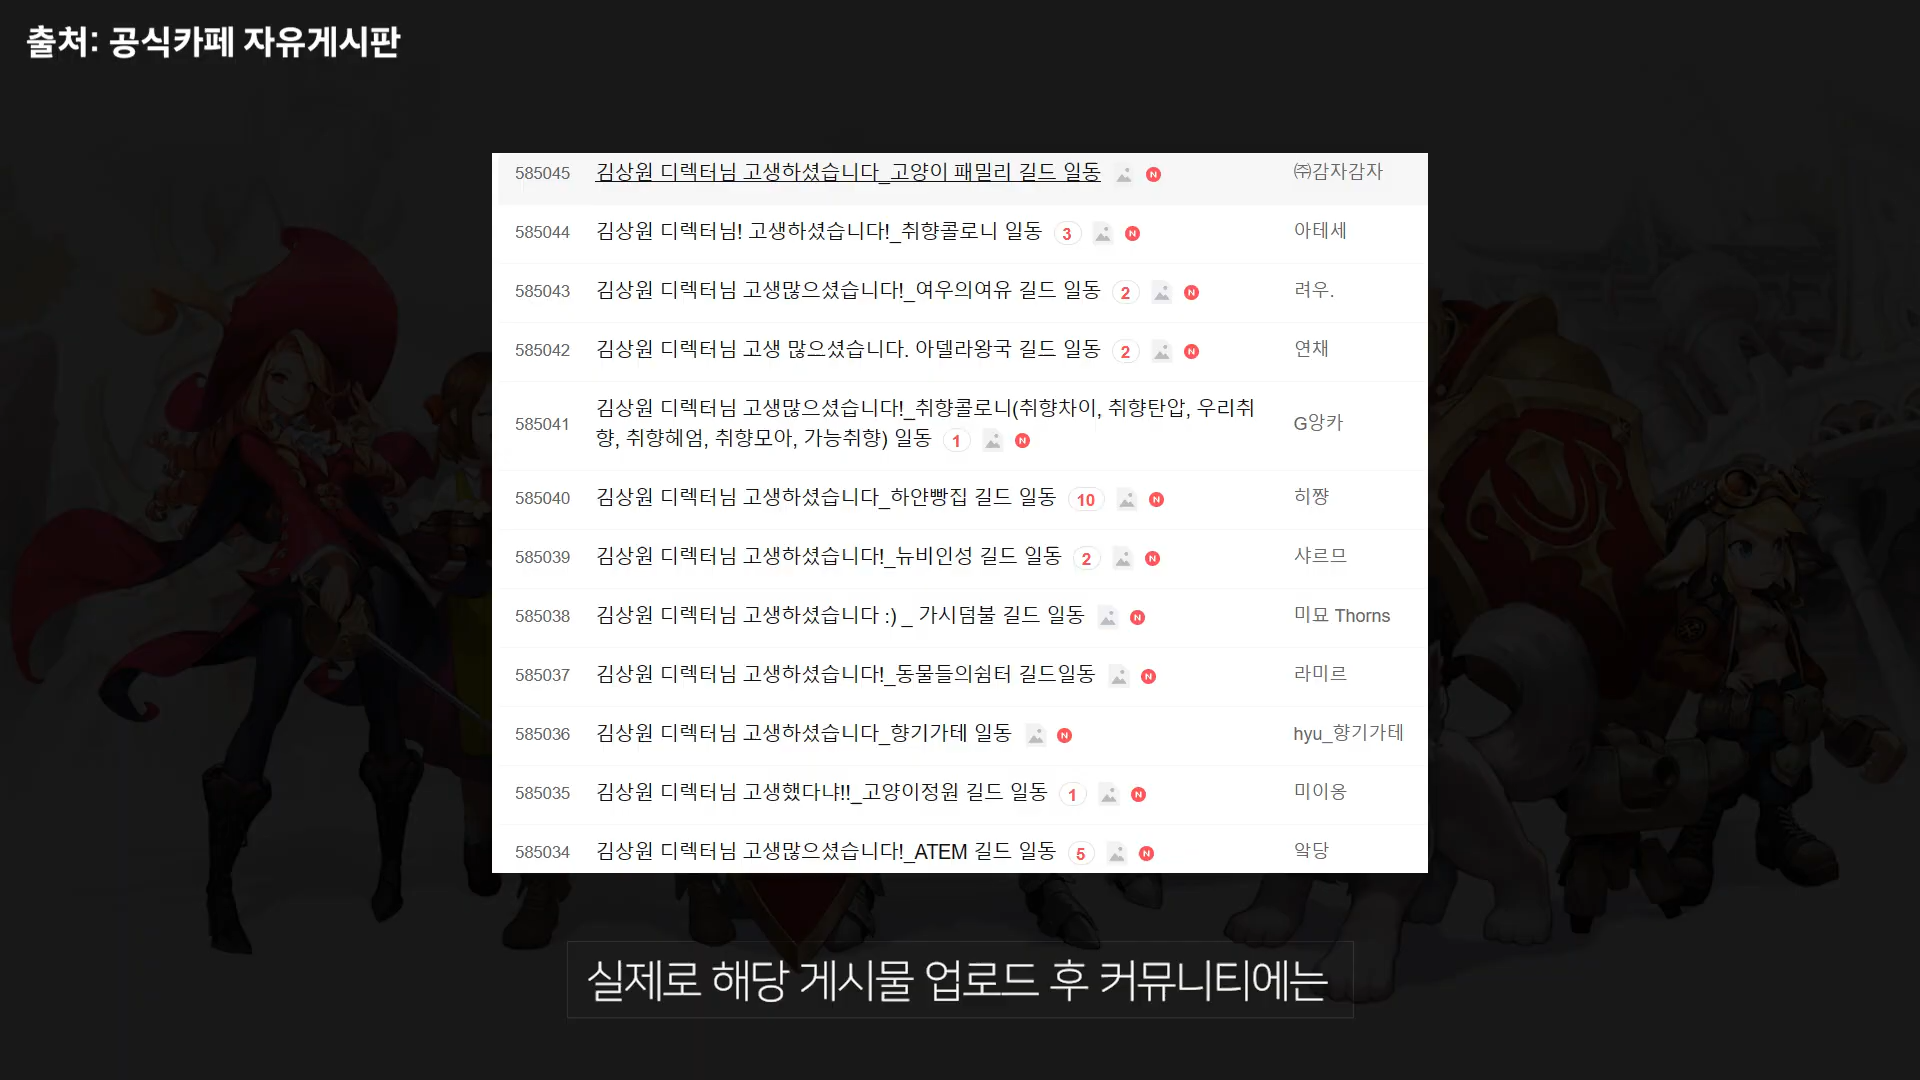 출처: 공식카페 자유게시판
585045 김상원 디렉터님 고생하셨습니다_고양이 패밀리 길드 일동 N ㈜감자감자
585044 김상원 디렉터님! 고생하셨습니다!_취향콜로니 일동 3 N 아테세
585043 김상원 디렉터님 고생많으셨습니다!_여우의여유 길드 일동 2 N 려우.
585042 김상원 디렉터님 고생 많으셨습니다. 아델라왕국 길드 일동 2 N 연채
585041 김상원 디렉터님 고생많으셨습니다!_취향콜로니(취향차이, 취향탄압, 우리취
향, 취향헤엄, 취향모아, 가능취향) 일동 1 N G앙카
585040 김상원 디렉터님 고생하셨습니다_하얀빵집 길드 일동 10 N 히쨩
585039 김상원 디렉터님 고생하셨습니다!_뉴비인성 길드 일동 2 N 샤르므
585038 김상원 디렉터님 고생하셨습니다 :) _ 가시덤불 길드 일동 N 미묘 Thorns
585037 김상원 디렉터님 고생하셨습니다!_동물들의쉼터 길드일동 N 라미르
585036 김상원 디렉터님 고생하셨습니다_향기가테 일동 N hyu_향기가테
585035 김상원 디렉터님 고생했다냐!!_고양이정원 길드 일동 1 N 미이옹
585034 김상원 디렉터님 고생많으셨습니다!_ATEM 길드 일동 5 N 악당
실제로 해당 게시물 업로드 후 커뮤니티에는